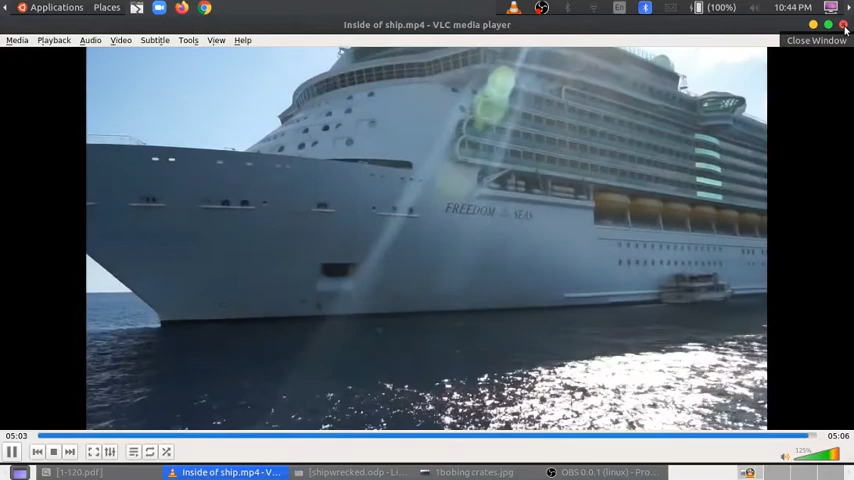 Applications Places En (100%) 10:44 PM
Inside of ship.mp4 - VLC media player
Close Window
Media Playback Audio Video Subtitle Tools View Help
FREEDOM OF THE SEAS
05:03 05:06
125%
[1-120.pdf] Inside of ship.mp4 - V... [shipwrecked.odp - Li... 1bobing crates.jpg OBS 0.0.1 (linux) - Pro...